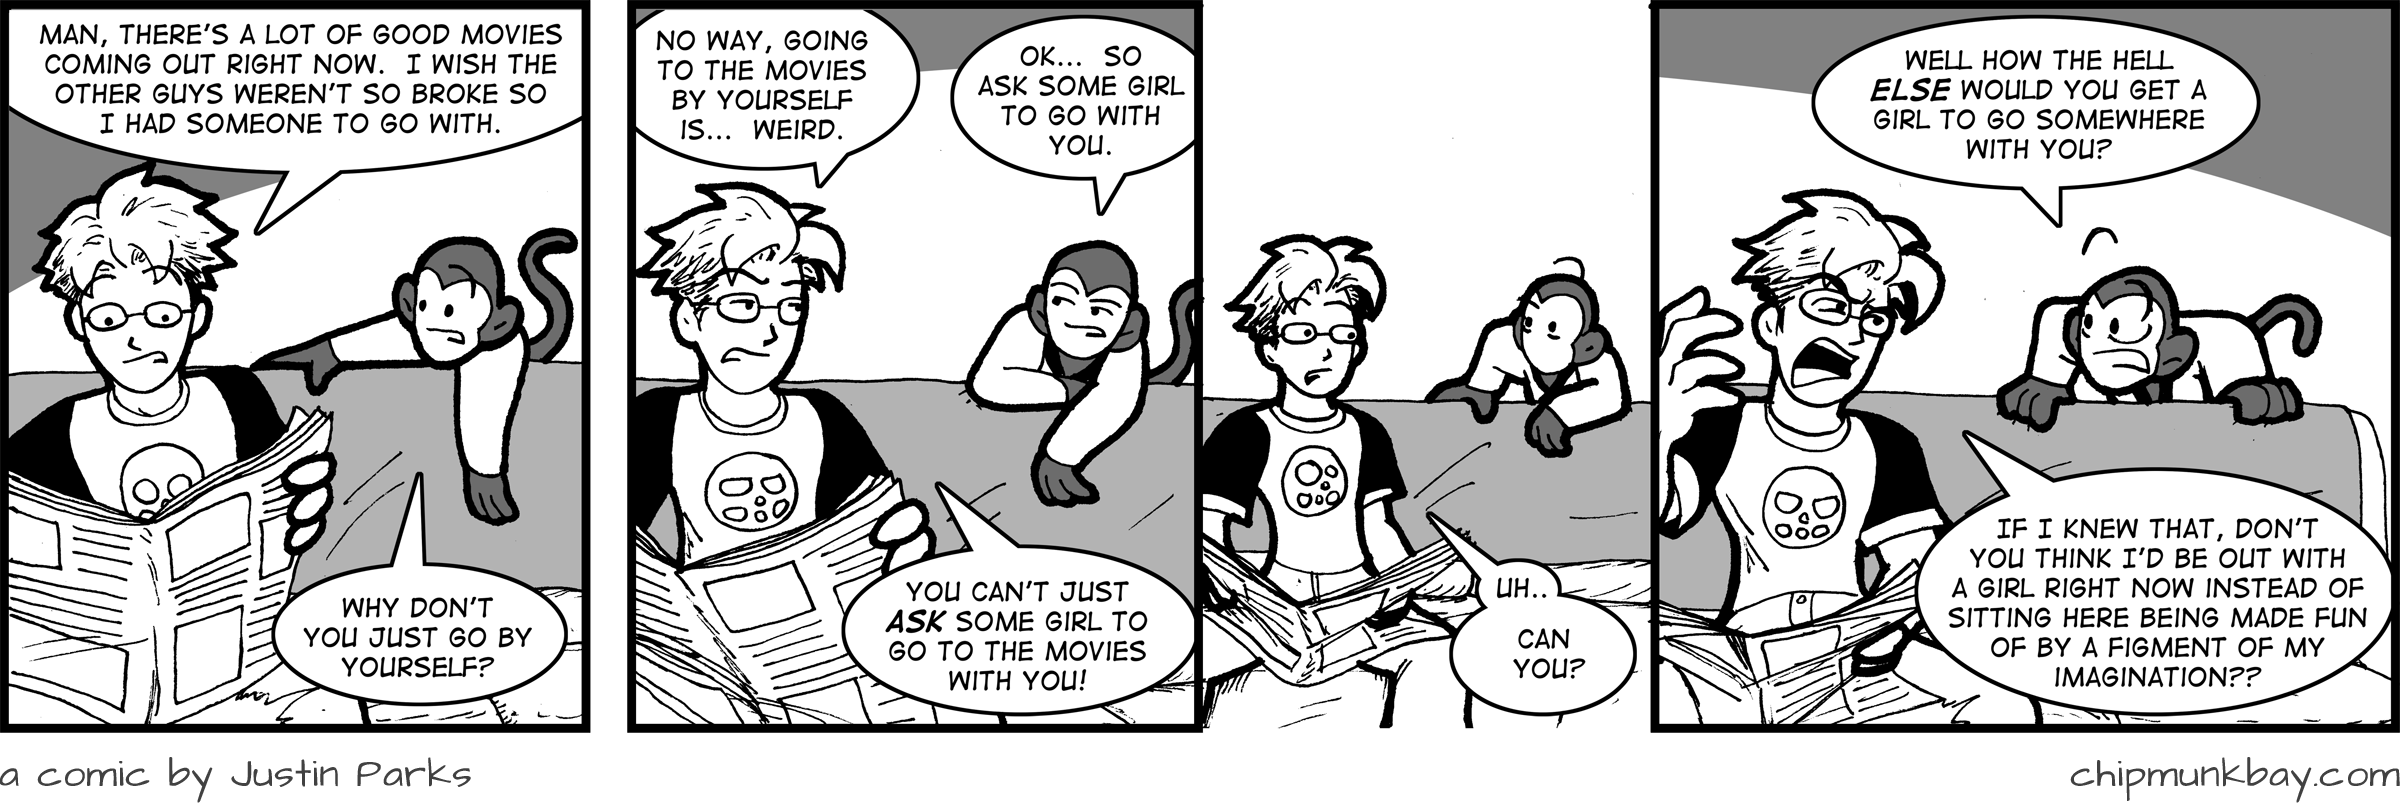 MAN, THERE'S A LOT OF GOOD MOVIES
COMING OUT RIGHT NOW. I WISH THE
OTHER GUYS WEREN'T SO BROKE SO
I HAD SOMEONE TO GO WITH.
WHY DON'T
YOU JUST GO BY
YOURSELF?
NO WAY, GOING
TO THE MOVIES
BY YOURSELF
IS... WEIRD.
OK... SO
ASK SOME GIRL
TO GO WITH
YOU.
YOU CAN'T JUST
ASK SOME GIRL TO
GO TO THE MOVIES
WITH YOU!
UH..
CAN
YOU?
WELL HOW THE HELL
ELSE WOULD YOU GET A
GIRL TO GO SOMEWHERE
WITH YOU?
IF I KNEW THAT, DON'T
YOU THINK I'D BE OUT WITH
A GIRL RIGHT NOW INSTEAD OF
SITTING HERE BEING MADE FUN
OF BY A FIGMENT OF MY
IMAGINATION??
a comic by Justin Parks
chipmunkbay.com